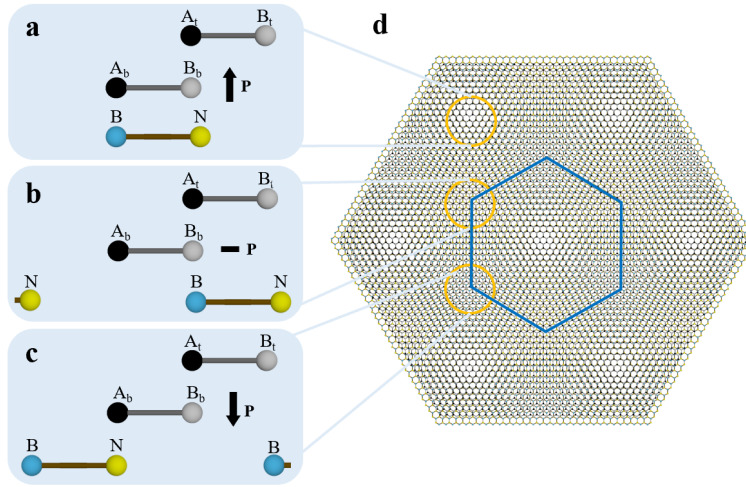 a
A_t B_t
A_b B_b
P
B N
b
A_t B_t
A_b B_b
P
N B N
c
A_t B_t
A_b B_b
P
B N B
d